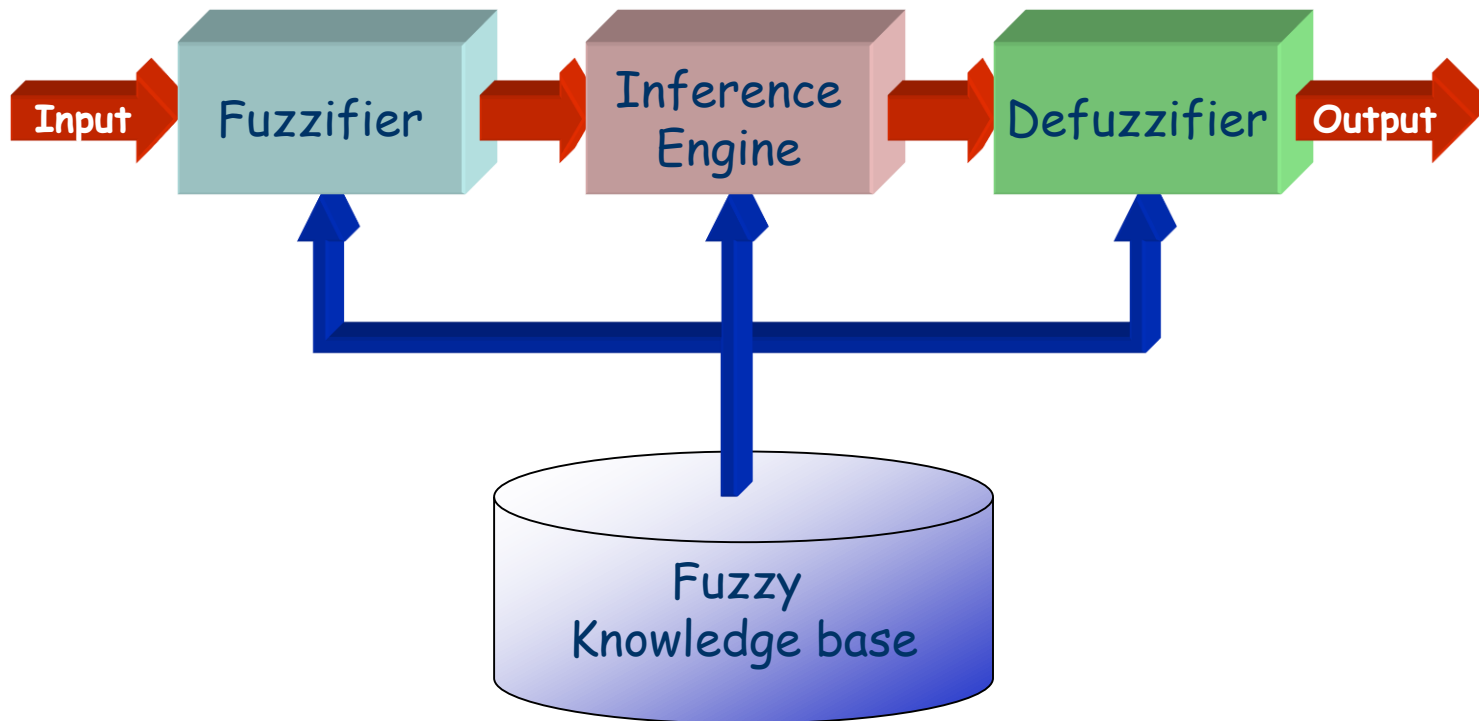 Input
Fuzzifier
Inference
Engine
Defuzzifier
Output
Fuzzy
Knowledge base